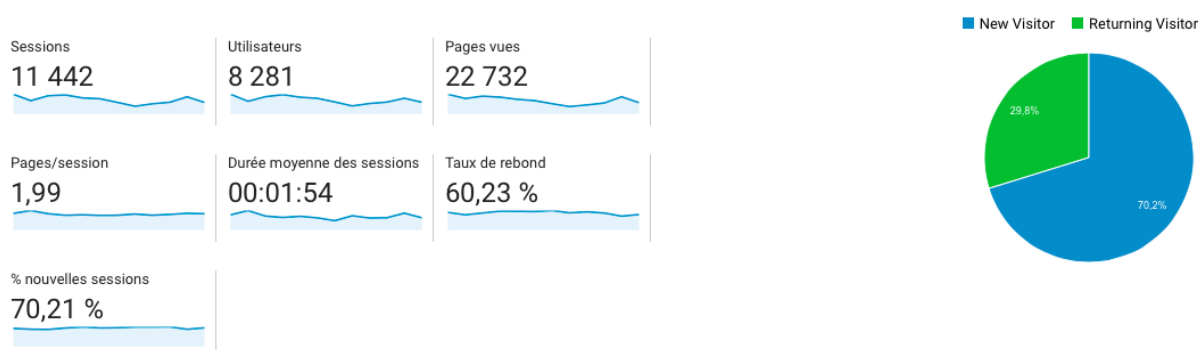 New Visitor
Returning Visitor
Sessions
11 442
Utilisateurs
8 281
Pages vues
22 732
Pages/session
1,99
Durée moyenne des sessions
00:01:54
Taux de rebond
60,23 %
% nouvelles sessions
70,21 %
29,8%
70,2%